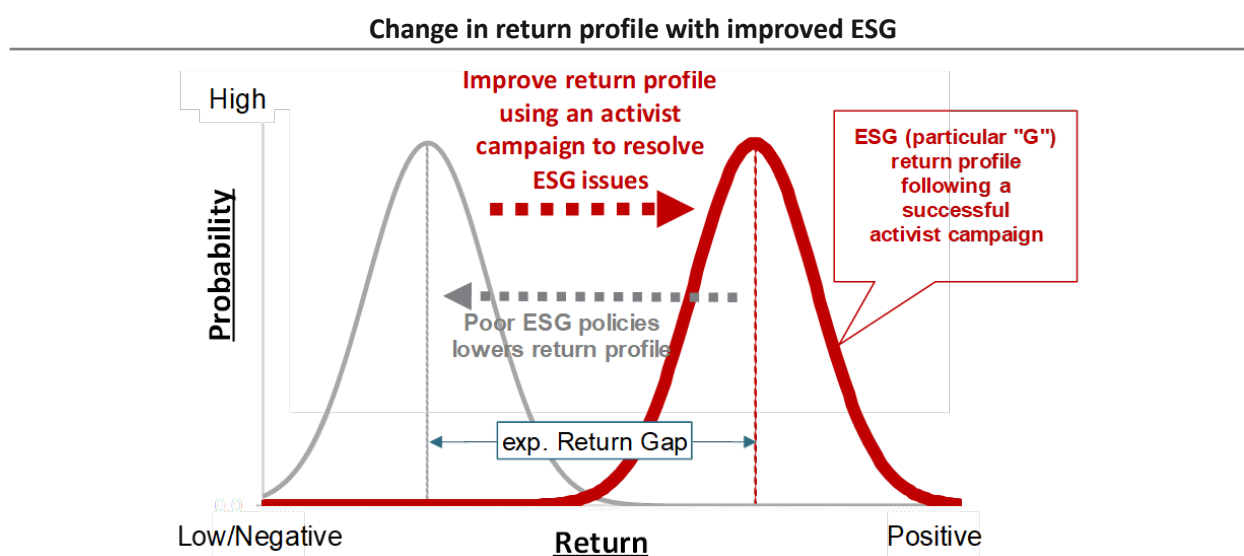 Change in return profile with improved ESG
High
Improve return profile
using an activist
campaign to resolve
ESG issues
ESG (particular "G")
return profile
following a
successful
activist campaign
Probability
Poor ESG policies
lowers return profile
exp. Return Gap
0.0
Low/Negative
Return
Positive